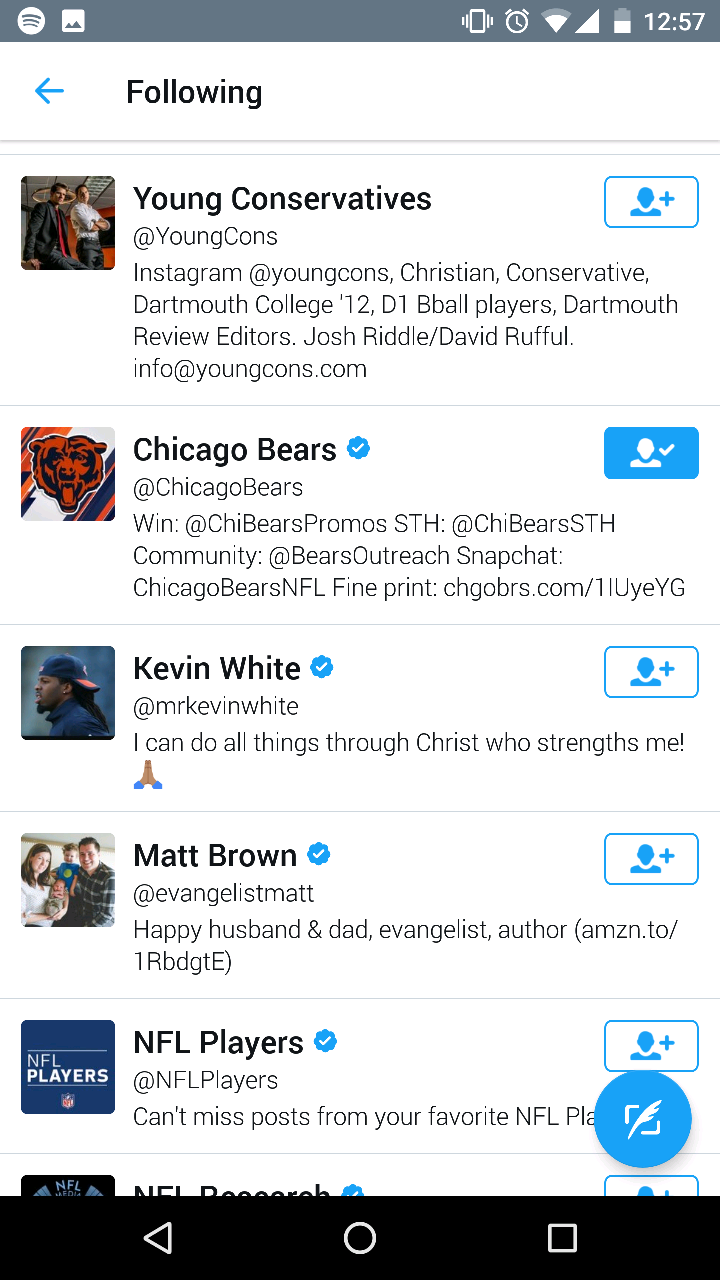 12:57
Following
Young Conservatives
@YoungCons
Instagram @youngcons, Christian, Conservative,
Dartmouth College '12, D1 Bball players, Dartmouth
Review Editors. Josh Riddle/David Rufful.
info@youngcons.com
Chicago Bears
@ChicagoBears
Win: @ChiBearsPromos STH: @ChiBearsSTH
Community: @BearsOutreach Snapchat:
ChicagoBearsNFL Fine print: chgobrs.com/1IUyeYG
Kevin White
@mrkevinwhite
I can do all things through Christ who strengths me!
🙏🏽
Matt Brown
@evangelistmatt
Happy husband & dad, evangelist, author (amzn.to/
1RbdgtE)
NFL
PLAYERS
NFL Players
@NFLPlayers
Can't miss posts from your favorite NFL Pla
NFL
MEDIA
NFL Research